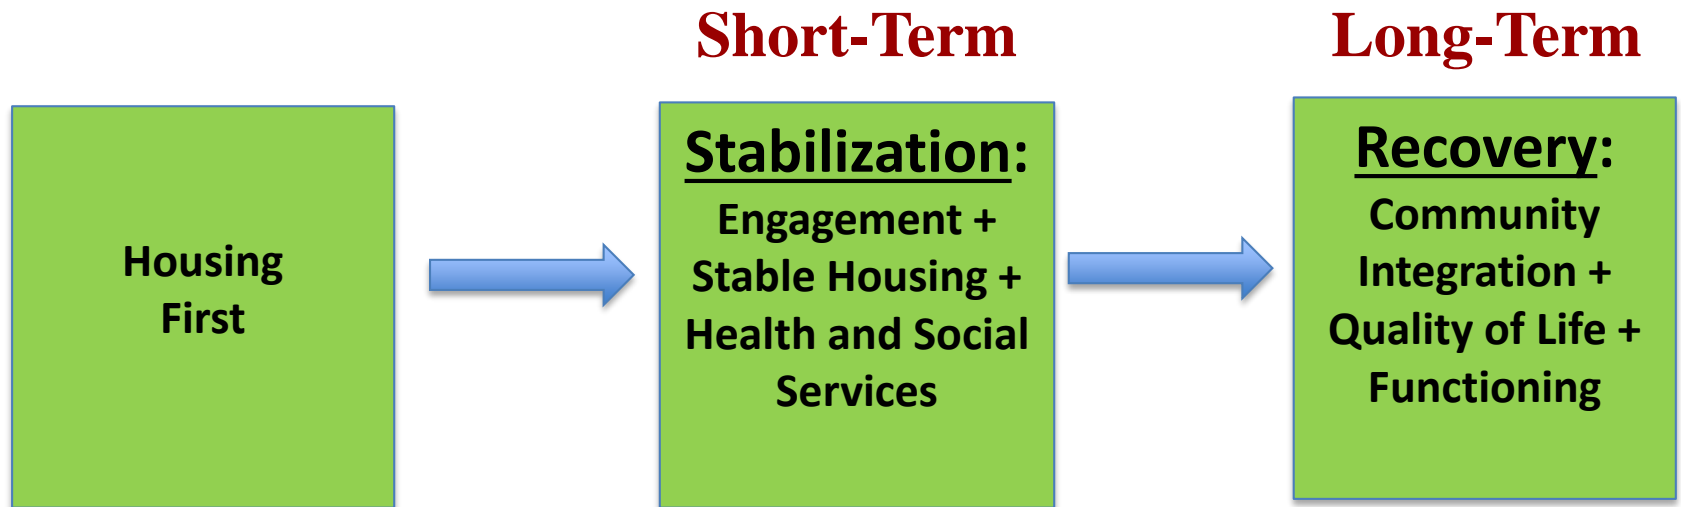 Short-Term
Long-Term
Housing
First
Stabilization:
Engagement +
Stable Housing +
Health and Social
Services
Recovery:
Community
Integration +
Quality of Life +
Functioning